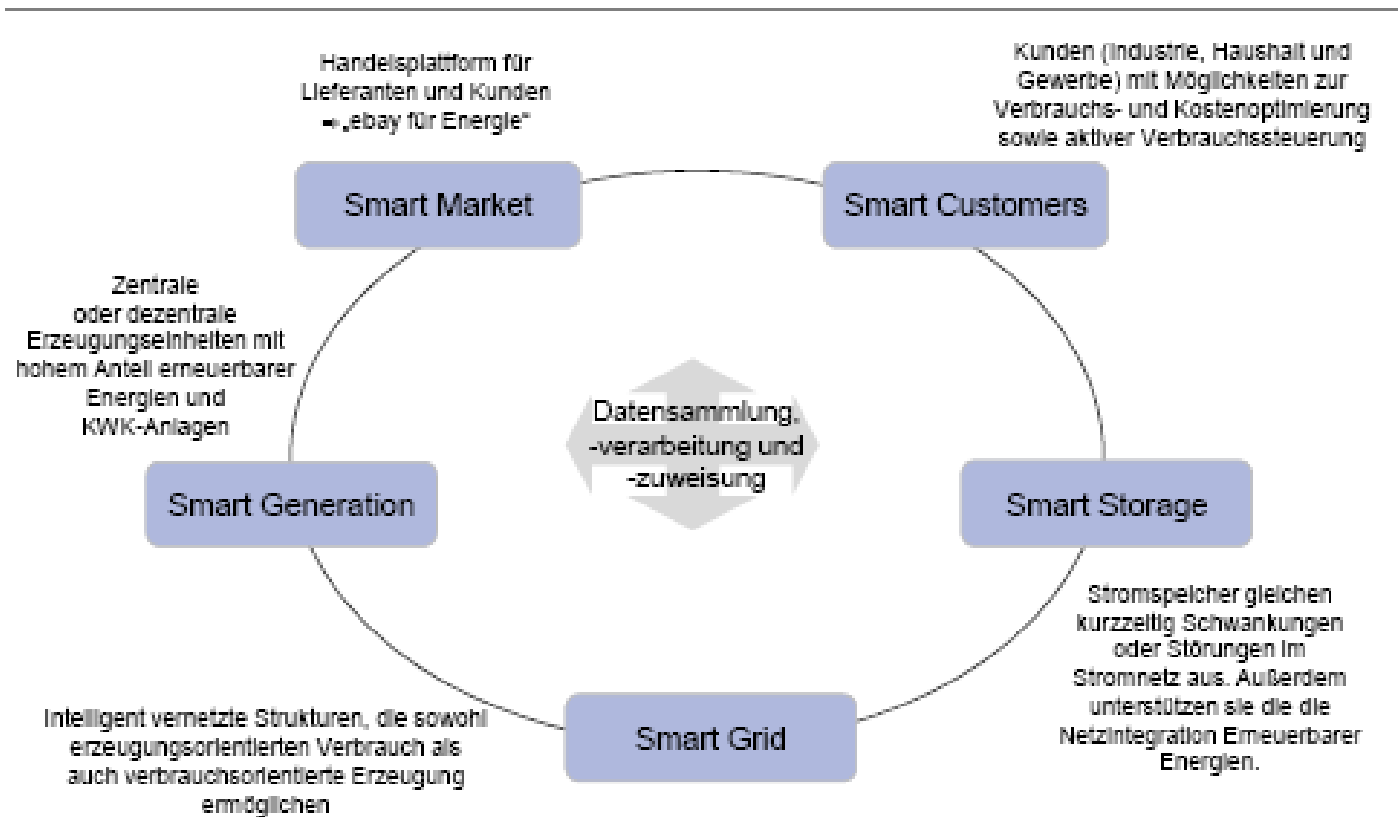 Handelsplattform für
Lieferanten und Kunden
➡„ebay für Energie“
Kunden (Industrie, Haushalt und
Gewerbe) mit Möglichkeiten zur
Verbrauchs- und Kostenoptimierung
sowie aktiver Verbrauchssteuerung
Smart Market
Smart Customers
Zentrale
oder dezentrale
Erzeugungseinheiten mit
hohem Anteil erneuerbarer
Energien und
KWK-Anlagen
Datensammlung,
-verarbeitung und
-zuweisung
Smart Generation
Smart Storage
Stromspeicher gleichen
kurzzeitig Schwankungen
oder Störungen im
Stromnetz aus. Außerdem
unterstützen sie die die
Netzintegration Erneuerbarer
Energien.
Smart Grid
Intelligent vernetzte Strukturen, die sowohl
erzeugungsorientierten Verbrauch als
auch verbrauchsorientierte Erzeugung
ermöglichen